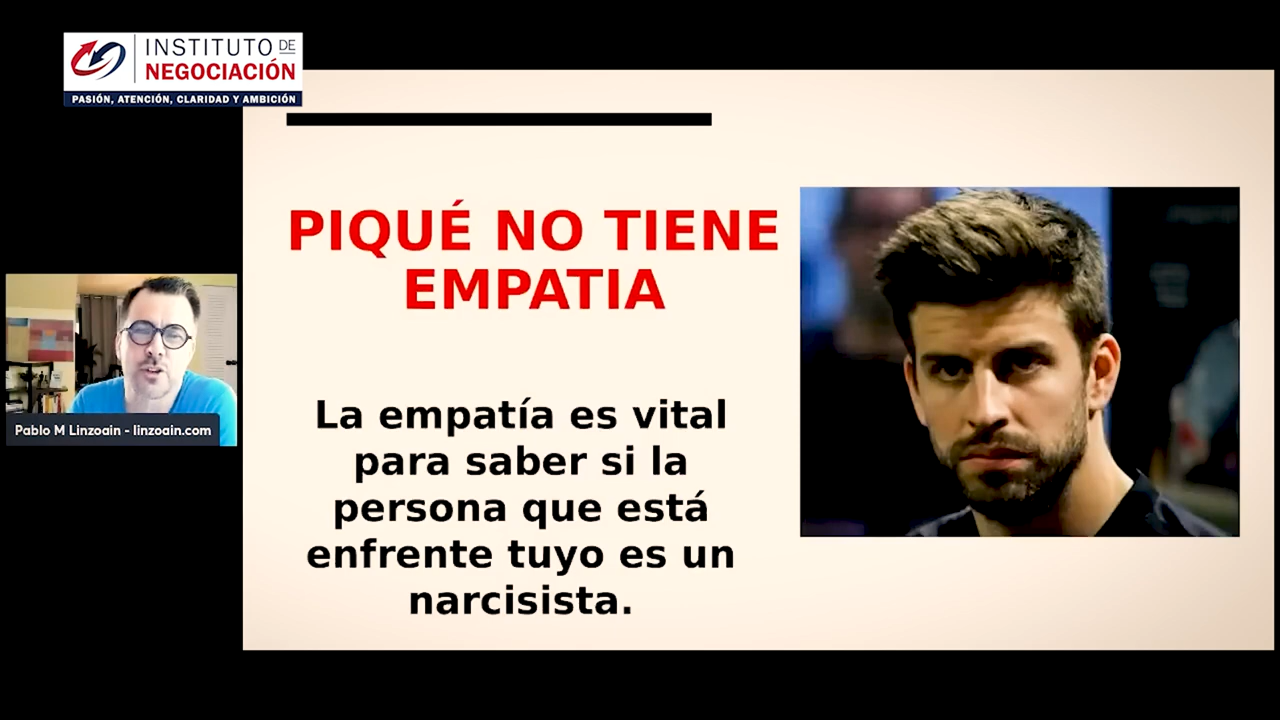 INSTITUTO DE
NEGOCIACIÓN
PASIÓN, ATENCIÓN, CLARIDAD Y AMBICIÓN
PIQUÉ NO TIENE
EMPATIA
La empatía es vital
para saber si la
persona que está
enfrente tuyo es un
narcisista.
Pablo M Linzoain - linzoain.com